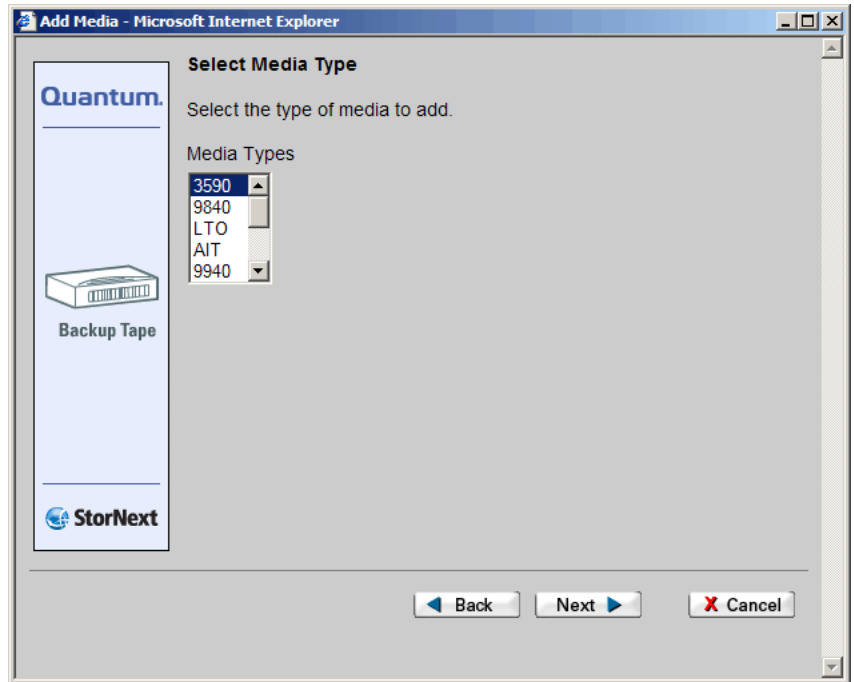 Add Media - Microsoft Internet Explorer
Select Media Type
Quantum.
Select the type of media to add.
Media Types
3590
9840
LTO
AIT
9940
Backup Tape
StorNext
Back
Next
X Cancel